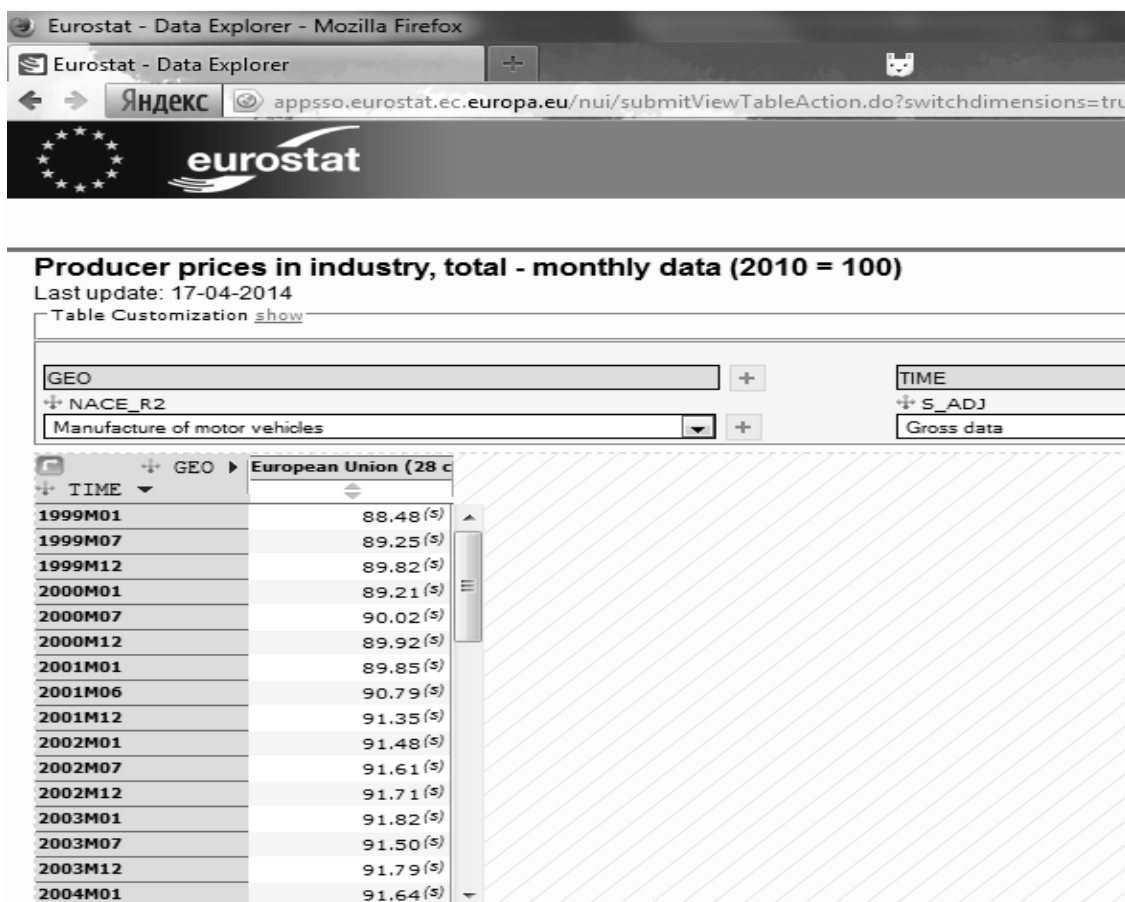 Eurostat - Data Explorer - Mozilla Firefox
Eurostat - Data Explorer
Яндекс appsso.eurostat.ec.europa.eu/nui/submitViewTableAction.do?switchdimensions=tru
eurostat
Producer prices in industry, total - monthly data (2010 = 100)
Last update: 17-04-2014
Table Customization show
GEO TIME
NACE_R2 S_ADJ
Manufacture of motor vehicles Gross data
GEO European Union (28 c
TIME
1999M01 88.48(s)
1999M07 89.25(s)
1999M12 89.82(s)
2000M01 89.21(s)
2000M07 90.02(s)
2000M12 89.92(s)
2001M01 89.85(s)
2001M06 90.79(s)
2001M12 91.35(s)
2002M01 91.48(s)
2002M07 91.61(s)
2002M12 91.71(s)
2003M01 91.82(s)
2003M07 91.50(s)
2003M12 91.79(s)
2004M01 91.64(s)